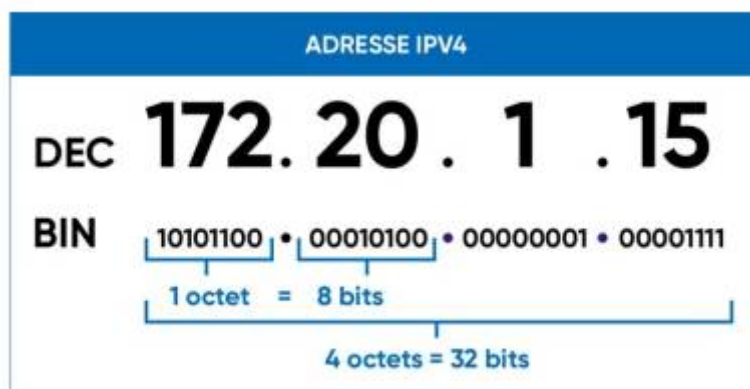 ADRESSE IPV4
DEC 172. 20 . 1 . 15
BIN 10101100 • 00010100 • 00000001 • 00001111
1 octet = 8 bits
4 octets = 32 bits